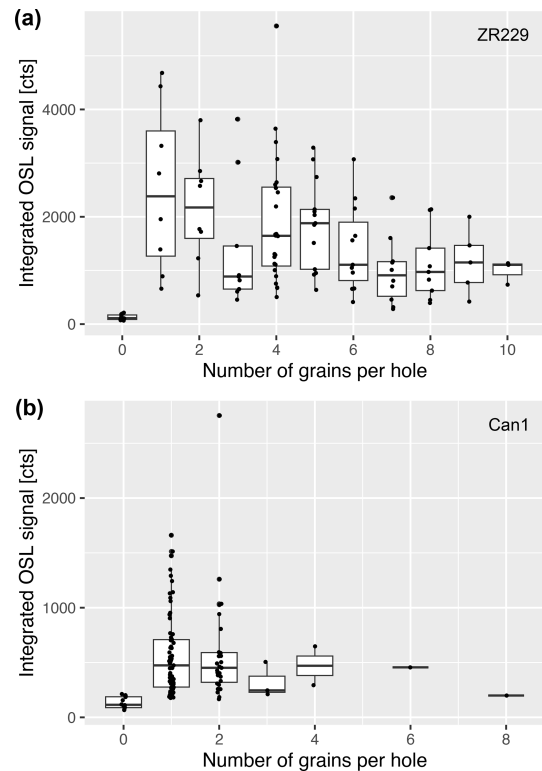 (a)
ZR229
Integrated OSL signal [cts]
4000
2000
0
0 2 4 6 8 10
Number of grains per hole
(b)
Can1
Integrated OSL signal [cts]
2000
1000
0
0 2 4 6 8
Number of grains per hole